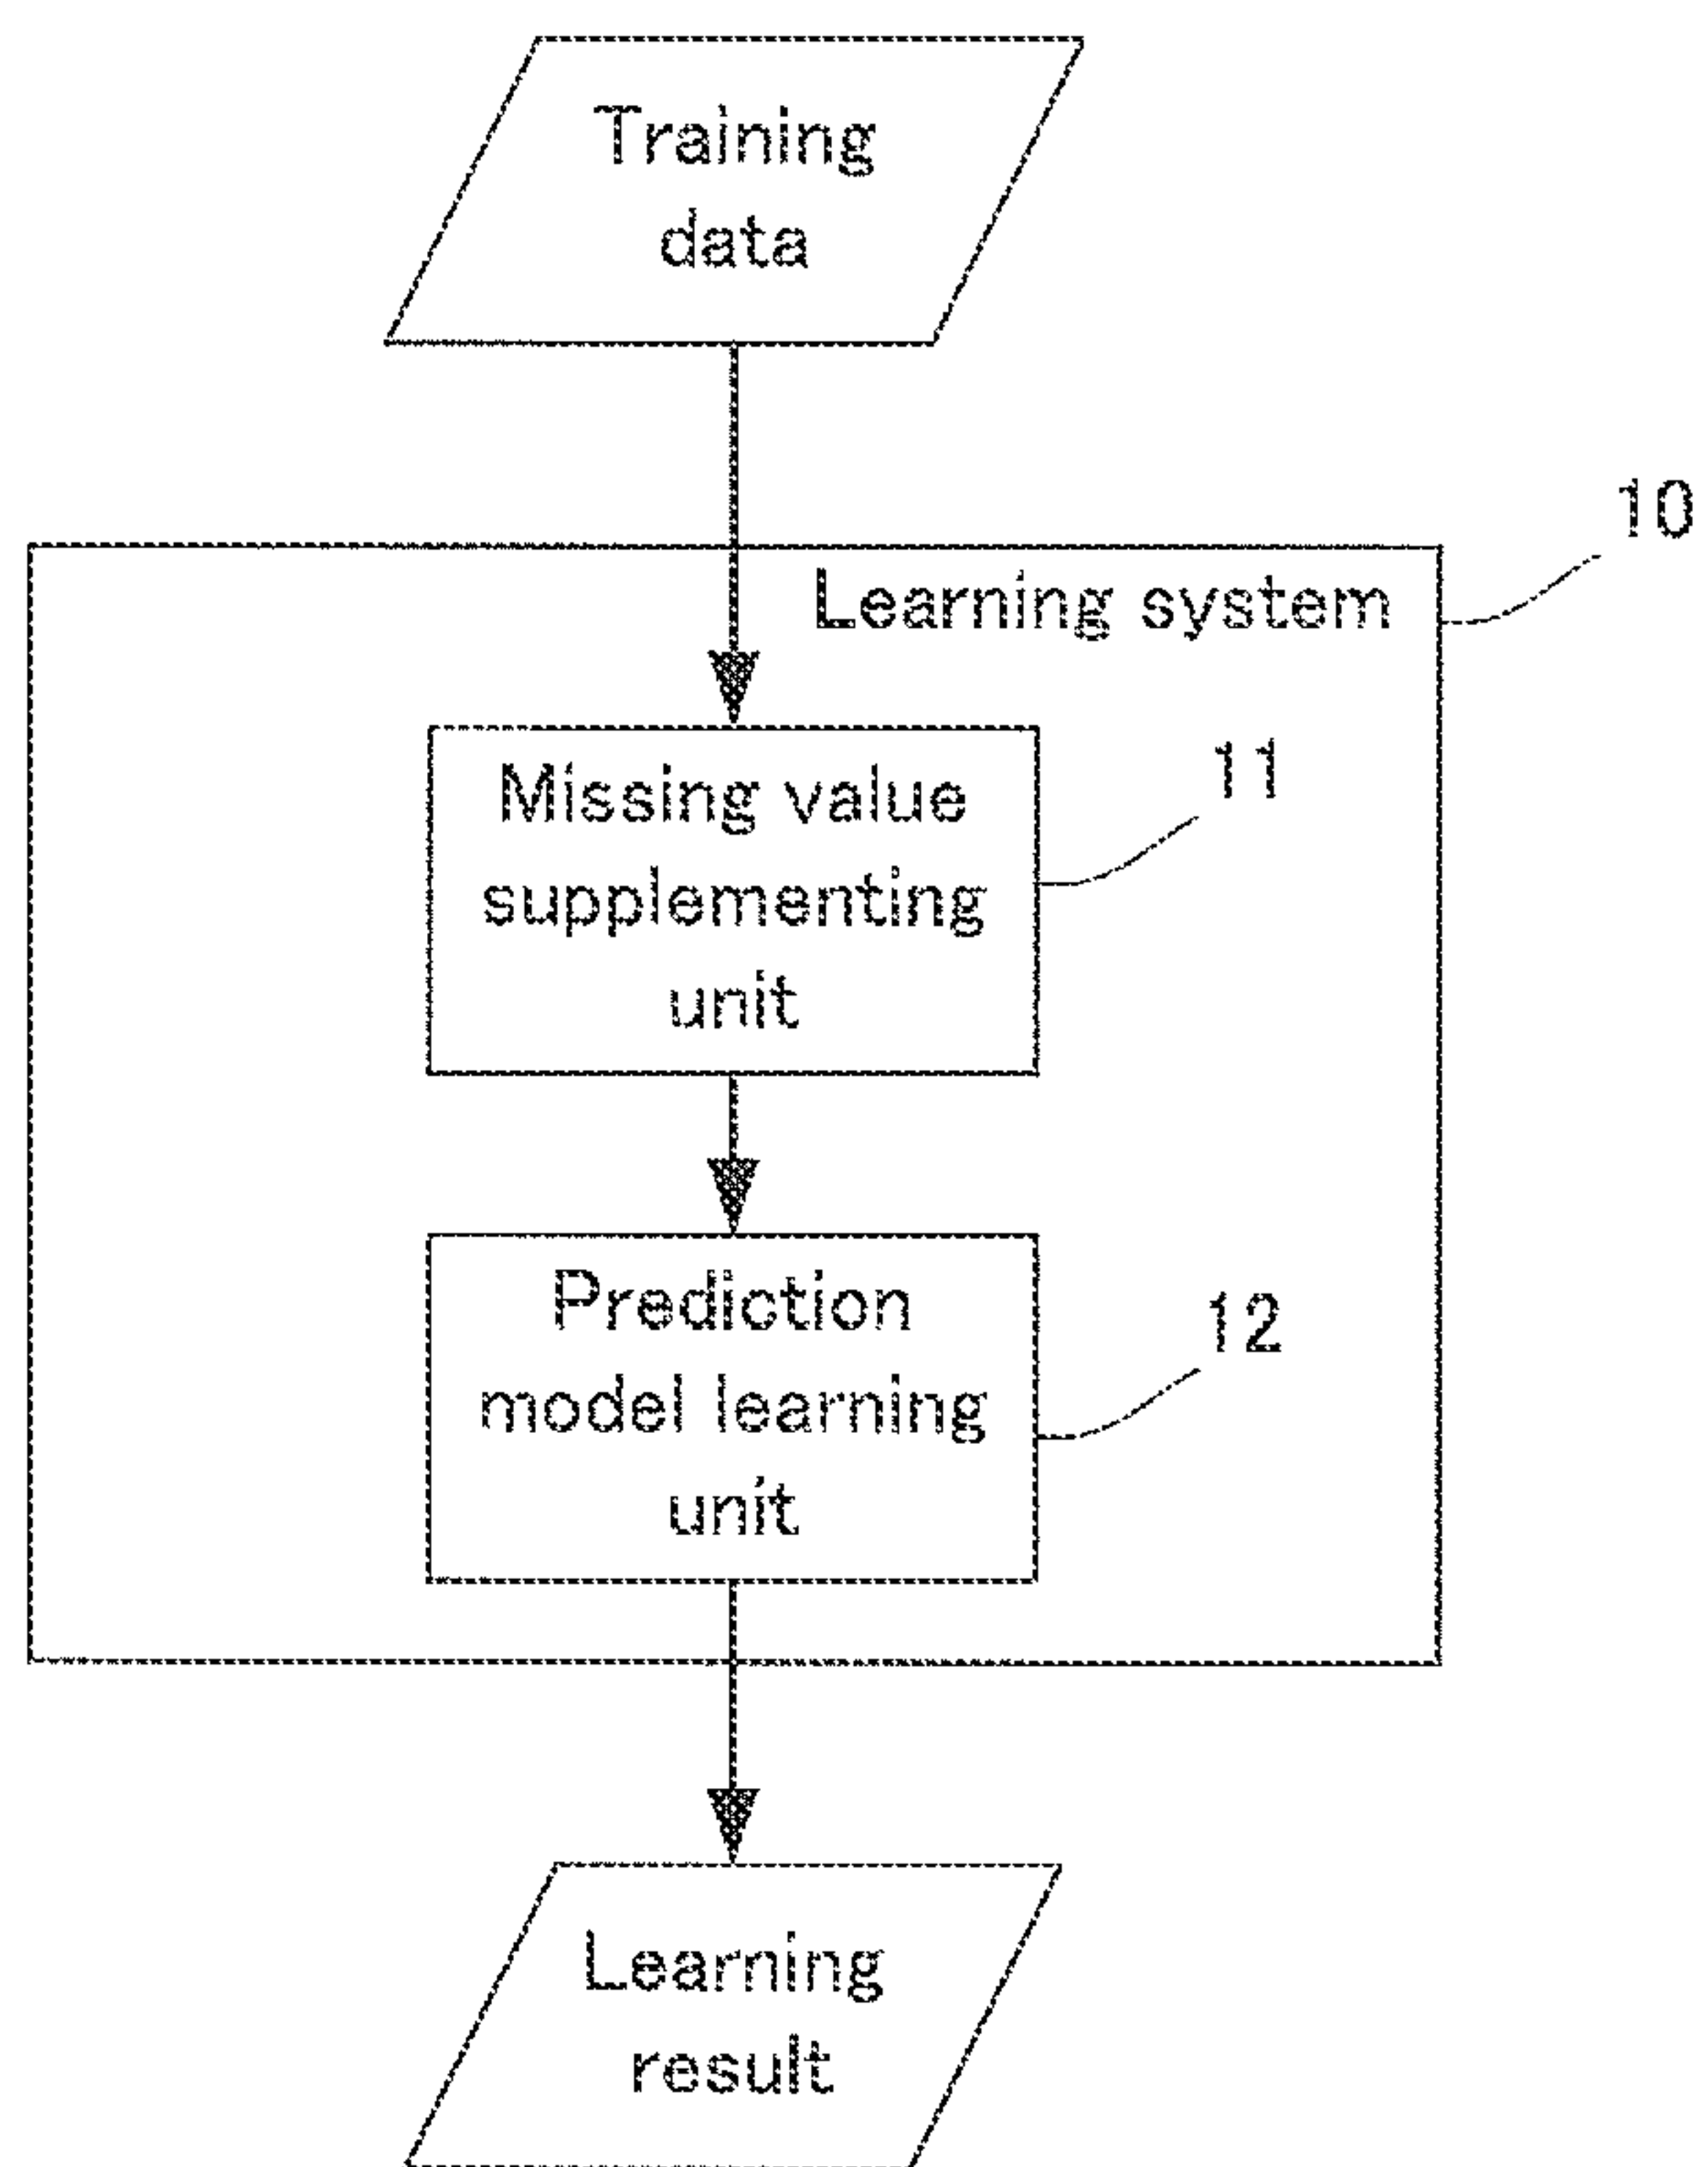 Training
data
10
Learning system
Missing value
supplementing
unit
11
Prediction
model learning
unit
12
Learning
result